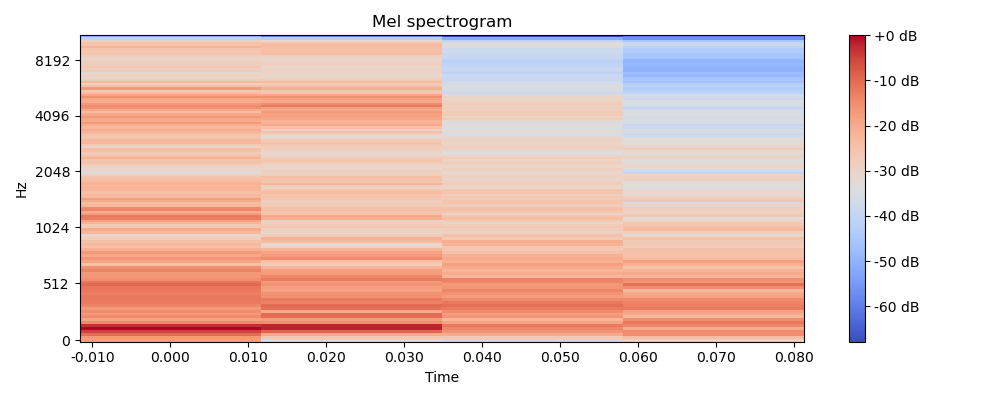 Mel spectrogram
Hz
8192
4096
2048
1024
512
0
-0.010
0.000
0.010
0.020
0.030
0.040
0.050
0.060
0.070
0.080
Time
+0 dB
-10 dB
-20 dB
-30 dB
-40 dB
-50 dB
-60 dB